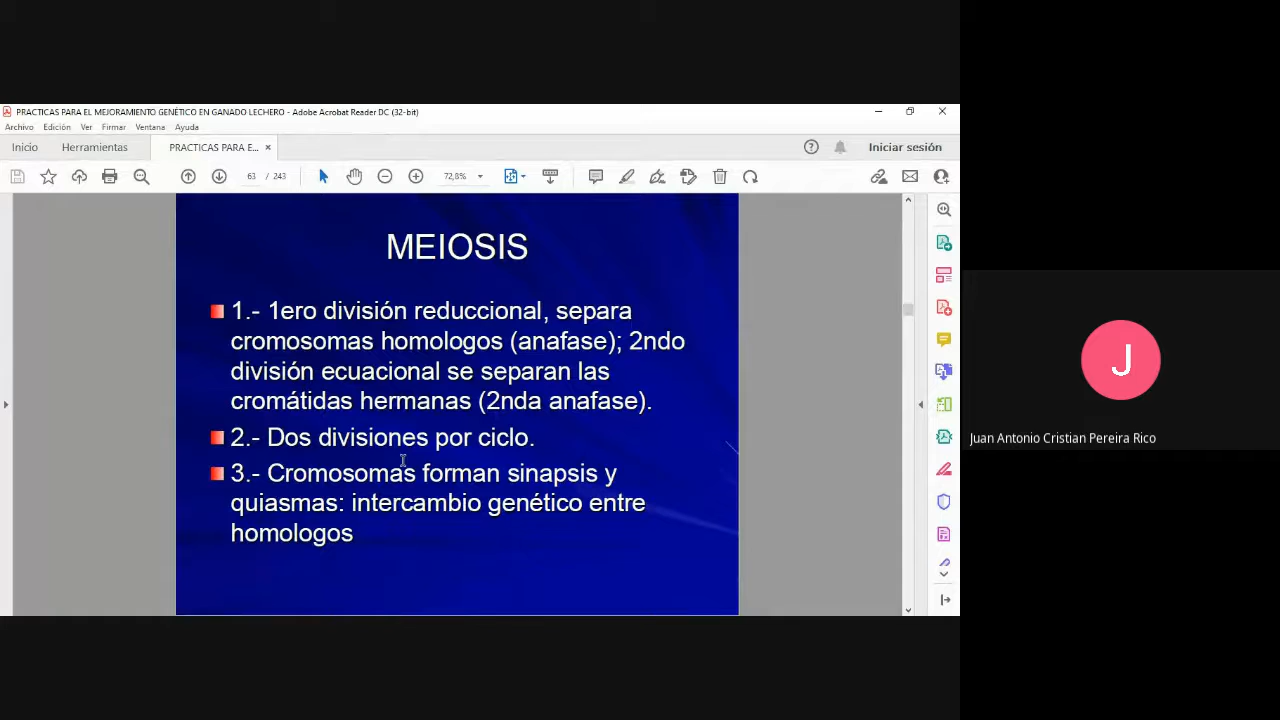 PRACTICAS PARA EL MEJORAMIENTO GENÉTICO EN GANADO LECHERO - Adobe Acrobat Reader DC (32-bit)
Archivo Edición Ver Firmar Ventana Ayuda
Inicio Herramientas PRACTICAS PARA E... × Iniciar sesión
63 / 243 72,8%
MEIOSIS
1.- 1ero división reduccional, separa
cromosomas homologos (anafase); 2ndo
división ecuacional se separan las
cromátidas hermanas (2nda anafase).
2.- Dos divisiones por ciclo.
3.- Cromosomas forman sinapsis y
quiasmas: intercambio genético entre
homologos
J
Juan Antonio Cristian Pereira Rico